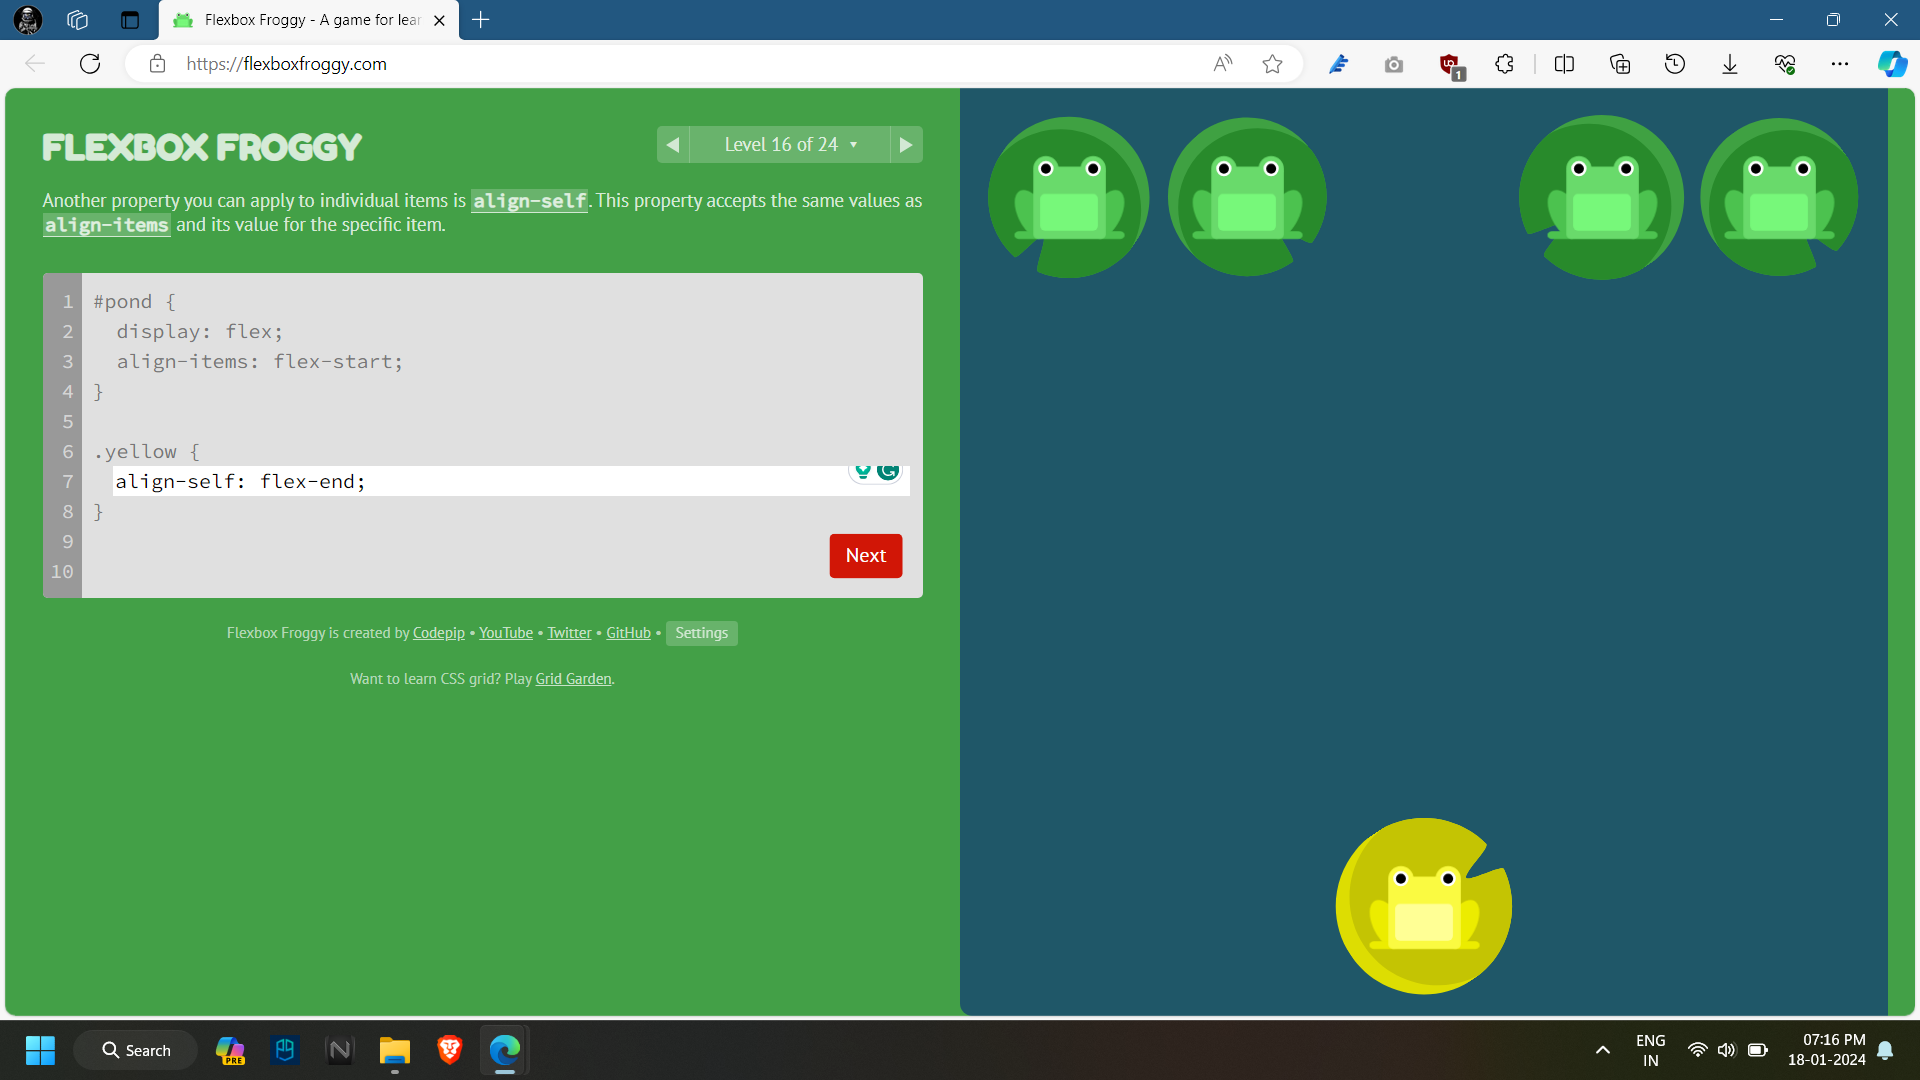 Flexbox Froggy - A game for lear
https://flexboxfroggy.com
1
FLEXBOX FROGGY
Level 16 of 24
Another property you can apply to individual items is align-self. This property accepts the same values as
align-items and its value for the specific item.
1 #pond {
2 display: flex;
3 align-items: flex-start;
4 }
5
6 .yellow {
7 align-self: flex-end;
8 }
9
10
Next
Flexbox Froggy is created by Codepip • YouTube • Twitter • GitHub • Settings
Want to learn CSS grid? Play Grid Garden.
Search
PRE
ENG
IN
07:16 PM
18-01-2024